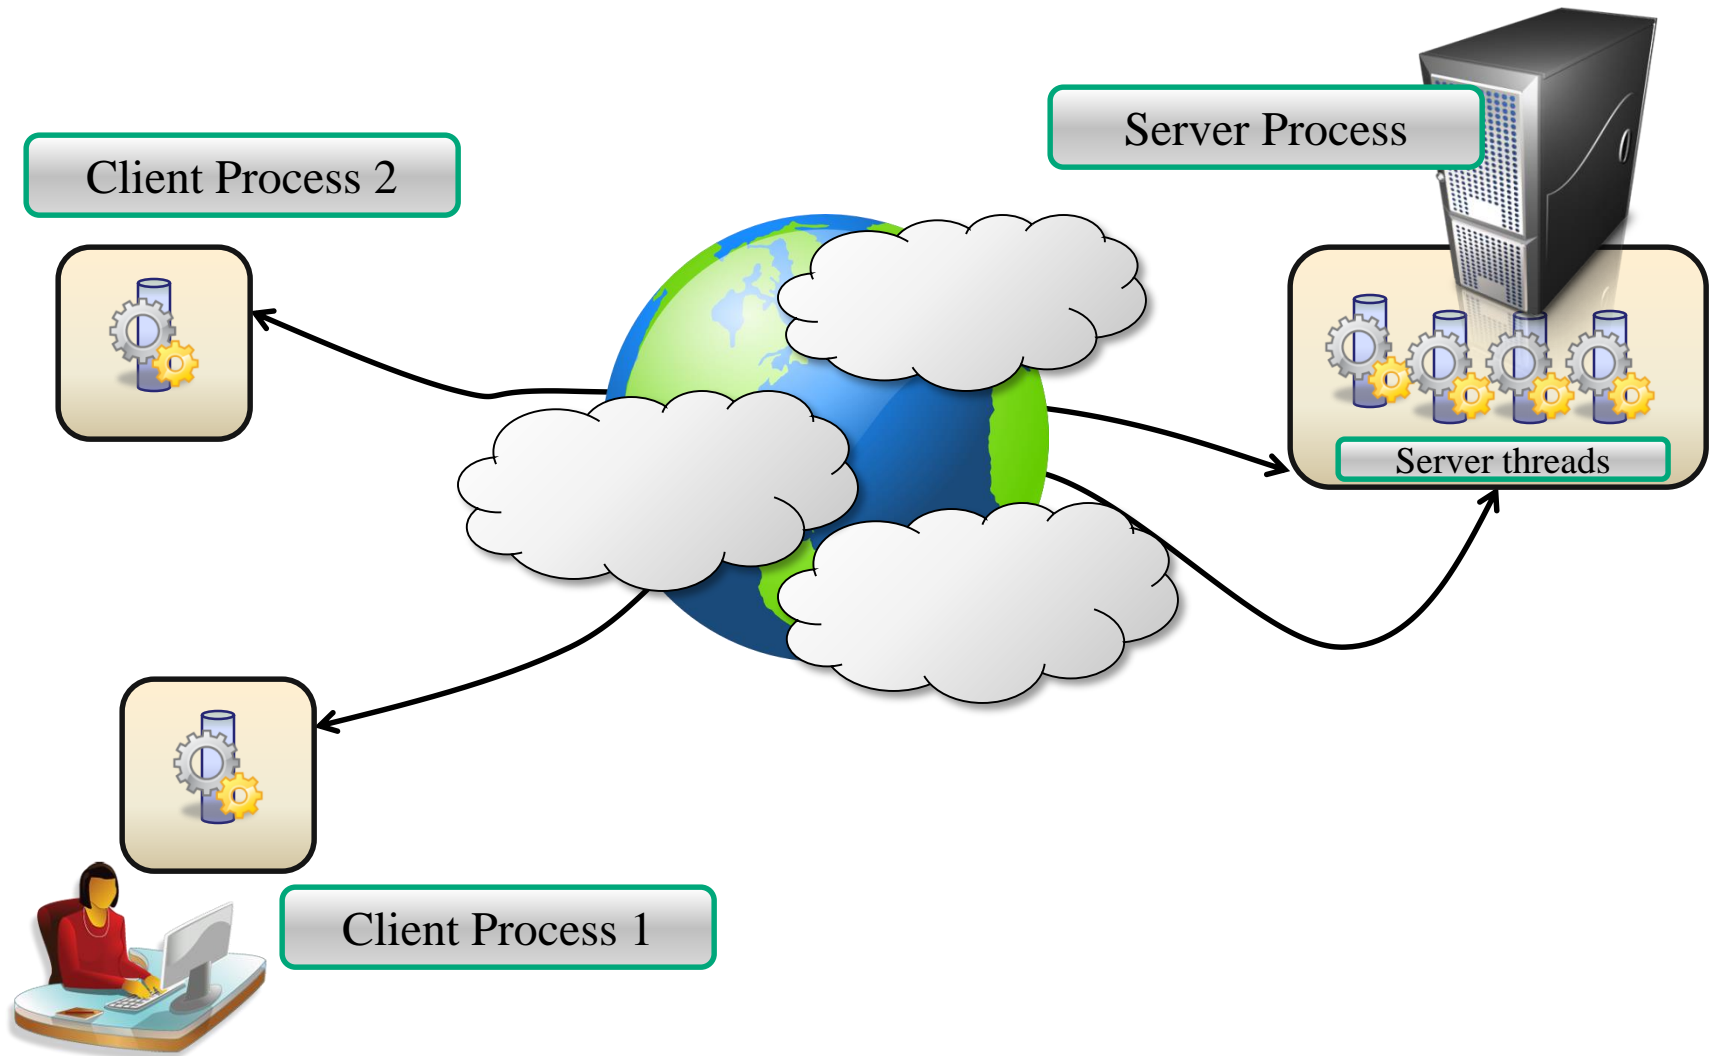 Server Process
Client Process 2
Server threads
Client Process 1